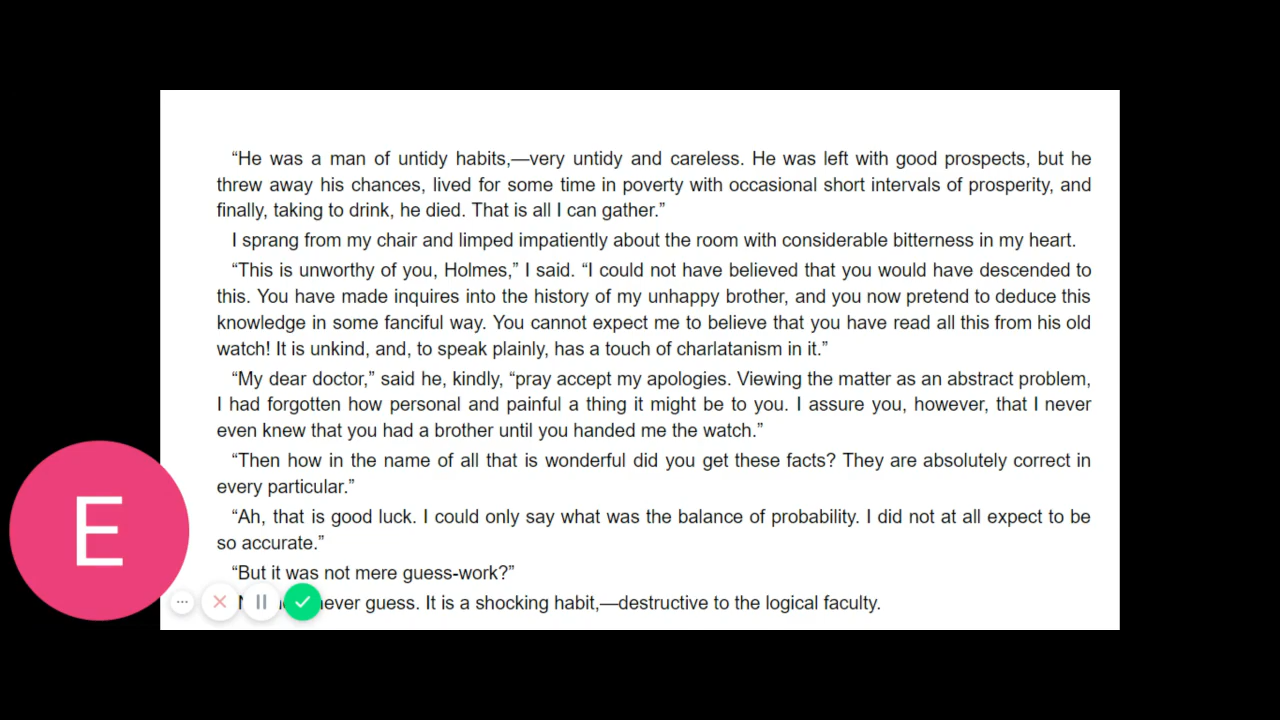 “He was a man of untidy habits,—very untidy and careless. He was left with good prospects, but he
threw away his chances, lived for some time in poverty with occasional short intervals of prosperity, and
finally, taking to drink, he died. That is all I can gather.”
I sprang from my chair and limped impatiently about the room with considerable bitterness in my heart.
“This is unworthy of you, Holmes,” I said. “I could not have believed that you would have descended to
this. You have made inquires into the history of my unhappy brother, and you now pretend to deduce this
knowledge in some fanciful way. You cannot expect me to believe that you have read all this from his old
watch! It is unkind, and, to speak plainly, has a touch of charlatanism in it.”
“My dear doctor,” said he, kindly, “pray accept my apologies. Viewing the matter as an abstract problem,
I had forgotten how personal and painful a thing it might be to you. I assure you, however, that I never
even knew that you had a brother until you handed me the watch.”
“Then how in the name of all that is wonderful did you get these facts? They are absolutely correct in
every particular.”
“Ah, that is good luck. I could only say what was the balance of probability. I did not at all expect to be
so accurate.”
“But it was not mere guess-work?”
never guess. It is a shocking habit,—destructive to the logical faculty.
E